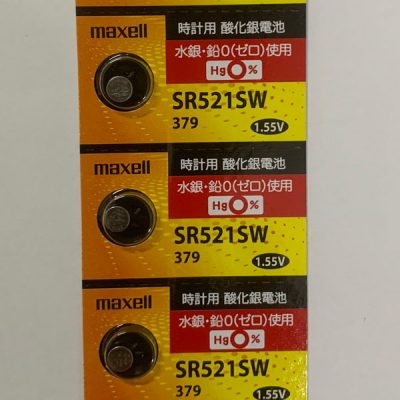 maxell
時計用 酸化銀電池
水銀・鉛0(ゼロ)使用
Hg0%
SR521SW
379
1.55V
maxell
時計用 酸化銀電池
水銀・鉛0(ゼロ)使用
Hg0%
SR521SW
379
1.55V
maxell
時計用 酸化銀電池
水銀・鉛0(ゼロ)使用
Hg0%
SR521SW
379
1.55V